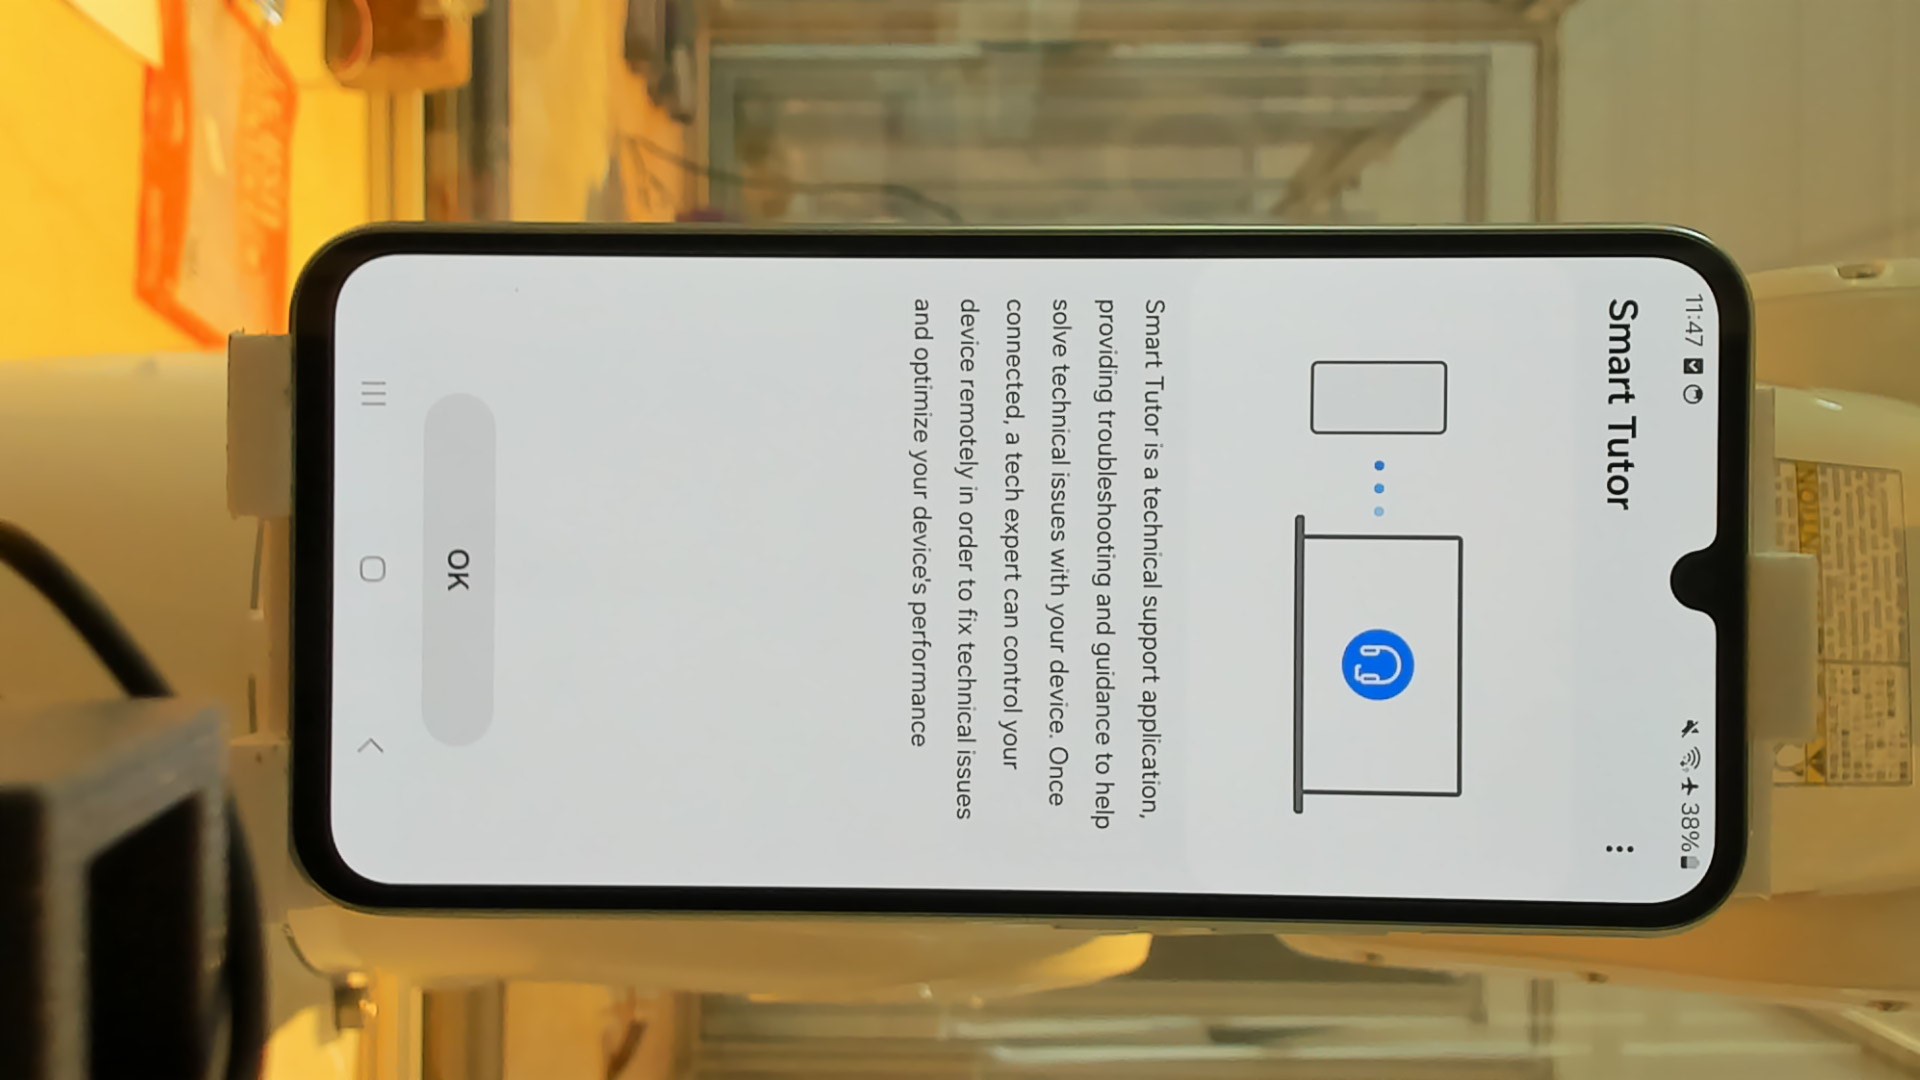 11:47
38%
Smart Tutor
Smart Tutor is a technical support application,
providing troubleshooting and guidance to help
solve technical issues with your device. Once
connected, a tech expert can control your
device remotely in order to fix technical issues
and optimize your device's performance
OK